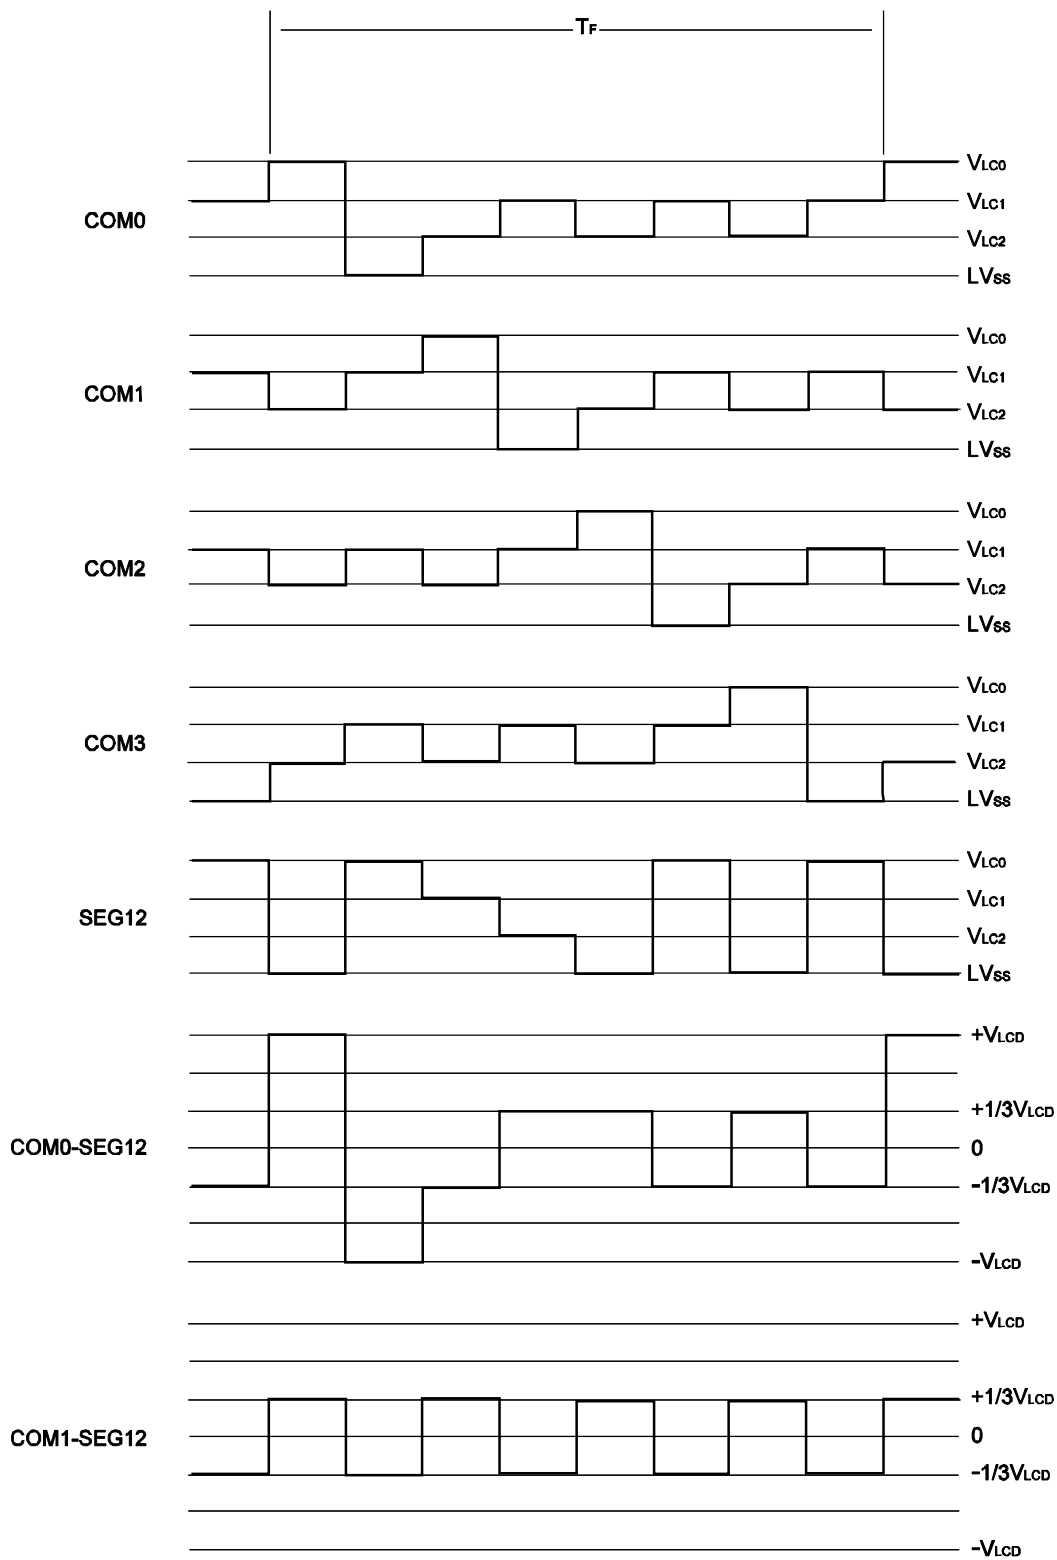 TF
VLC0
VLC1
COM0
VLC2
LVSS
VLC0
VLC1
COM1
VLC2
LVSS
VLC0
VLC1
COM2
VLC2
LVSS
VLC0
VLC1
COM3
VLC2
LVSS
VLC0
VLC1
SEG12
VLC2
LVSS
+VLCD
+1/3VLCD
COM0-SEG12
0
-1/3VLCD
-VLCD
+VLCD
+1/3VLCD
COM1-SEG12
0
-1/3VLCD
-VLCD